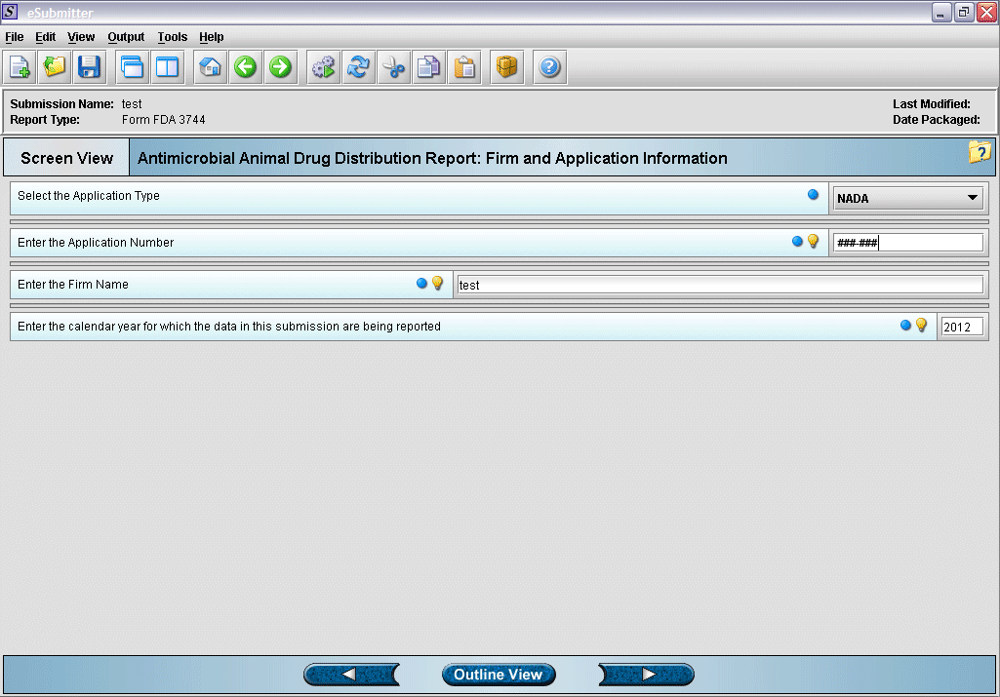 S eSubmitter
File Edit View Output Tools Help
Submission Name: test Last Modified:
Report Type: Form FDA 3744 Date Packaged:
Screen View Antimicrobial Animal Drug Distribution Report: Firm and Application Information
Select the Application Type NADA
Enter the Application Number ###-###
Enter the Firm Name test
Enter the calendar year for which the data in this submission are being reported 2012
Outline View